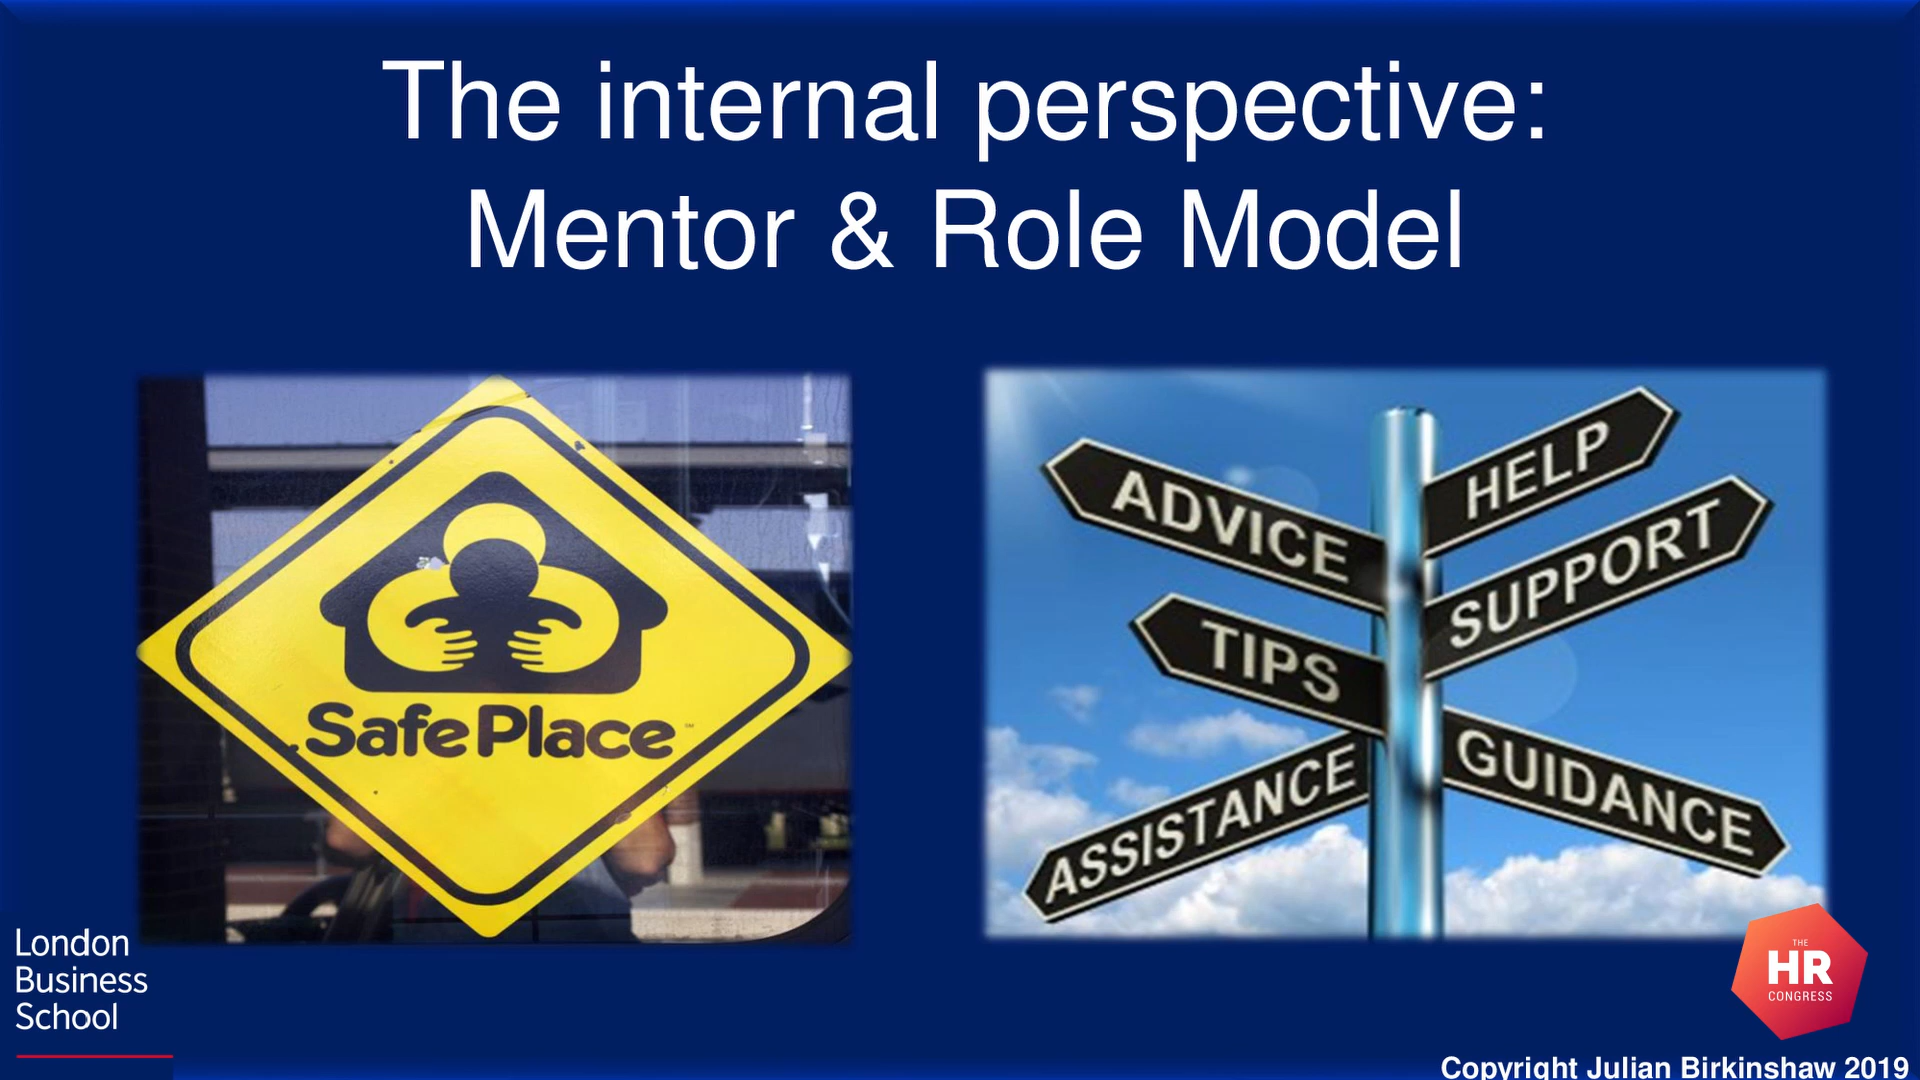 The internal perspective:
Mentor & Role Model
SafePlace™
ADVICE
HELP
SUPPORT
TIPS
GUIDANCE
ASSISTANCE
London
Business
School
THE
HR
CONGRESS
Copyright Julian Birkinshaw 2019